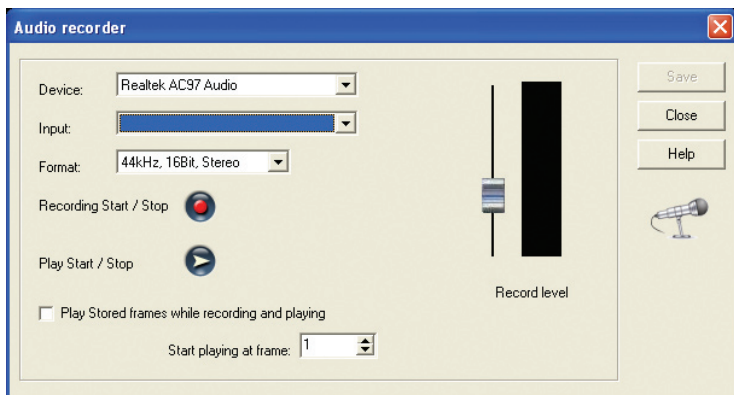 Audio recorder
Device: Realtek AC97 Audio
Save
Input:
Close
Format: 44kHz, 16Bit, Stereo
Help
Recording Start / Stop
Play Start / Stop
Record level
Play Stored frames while recording and playing
Start playing at frame: 1